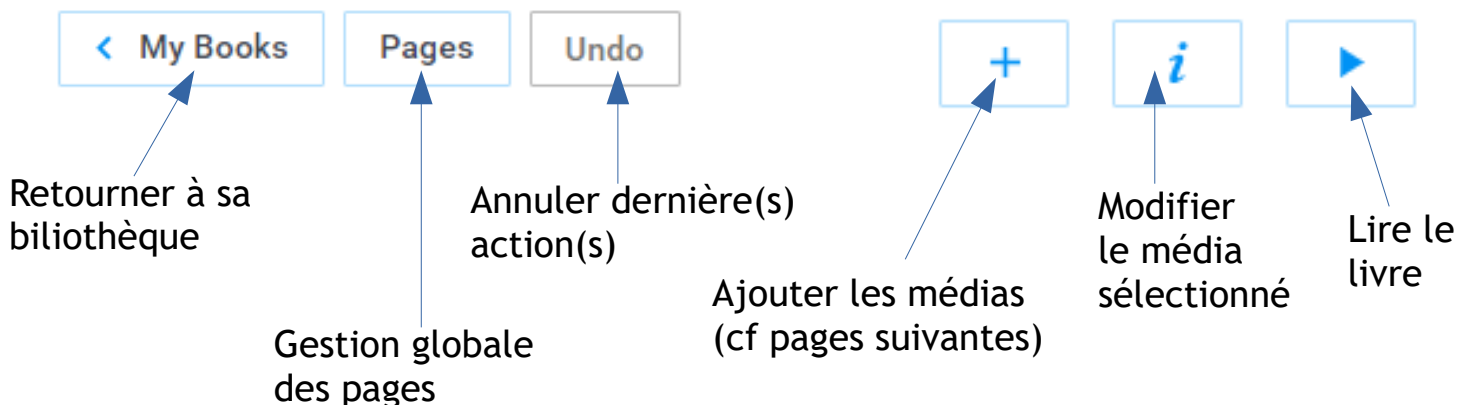 My Books
Pages
Undo
+
i
Retourner à sa
biliothèque
Gestion globale
des pages
Annuler dernière(s)
action(s)
Ajouter les médias
(cf pages suivantes)
Modifier
le média
sélectionné
Lire le
livre